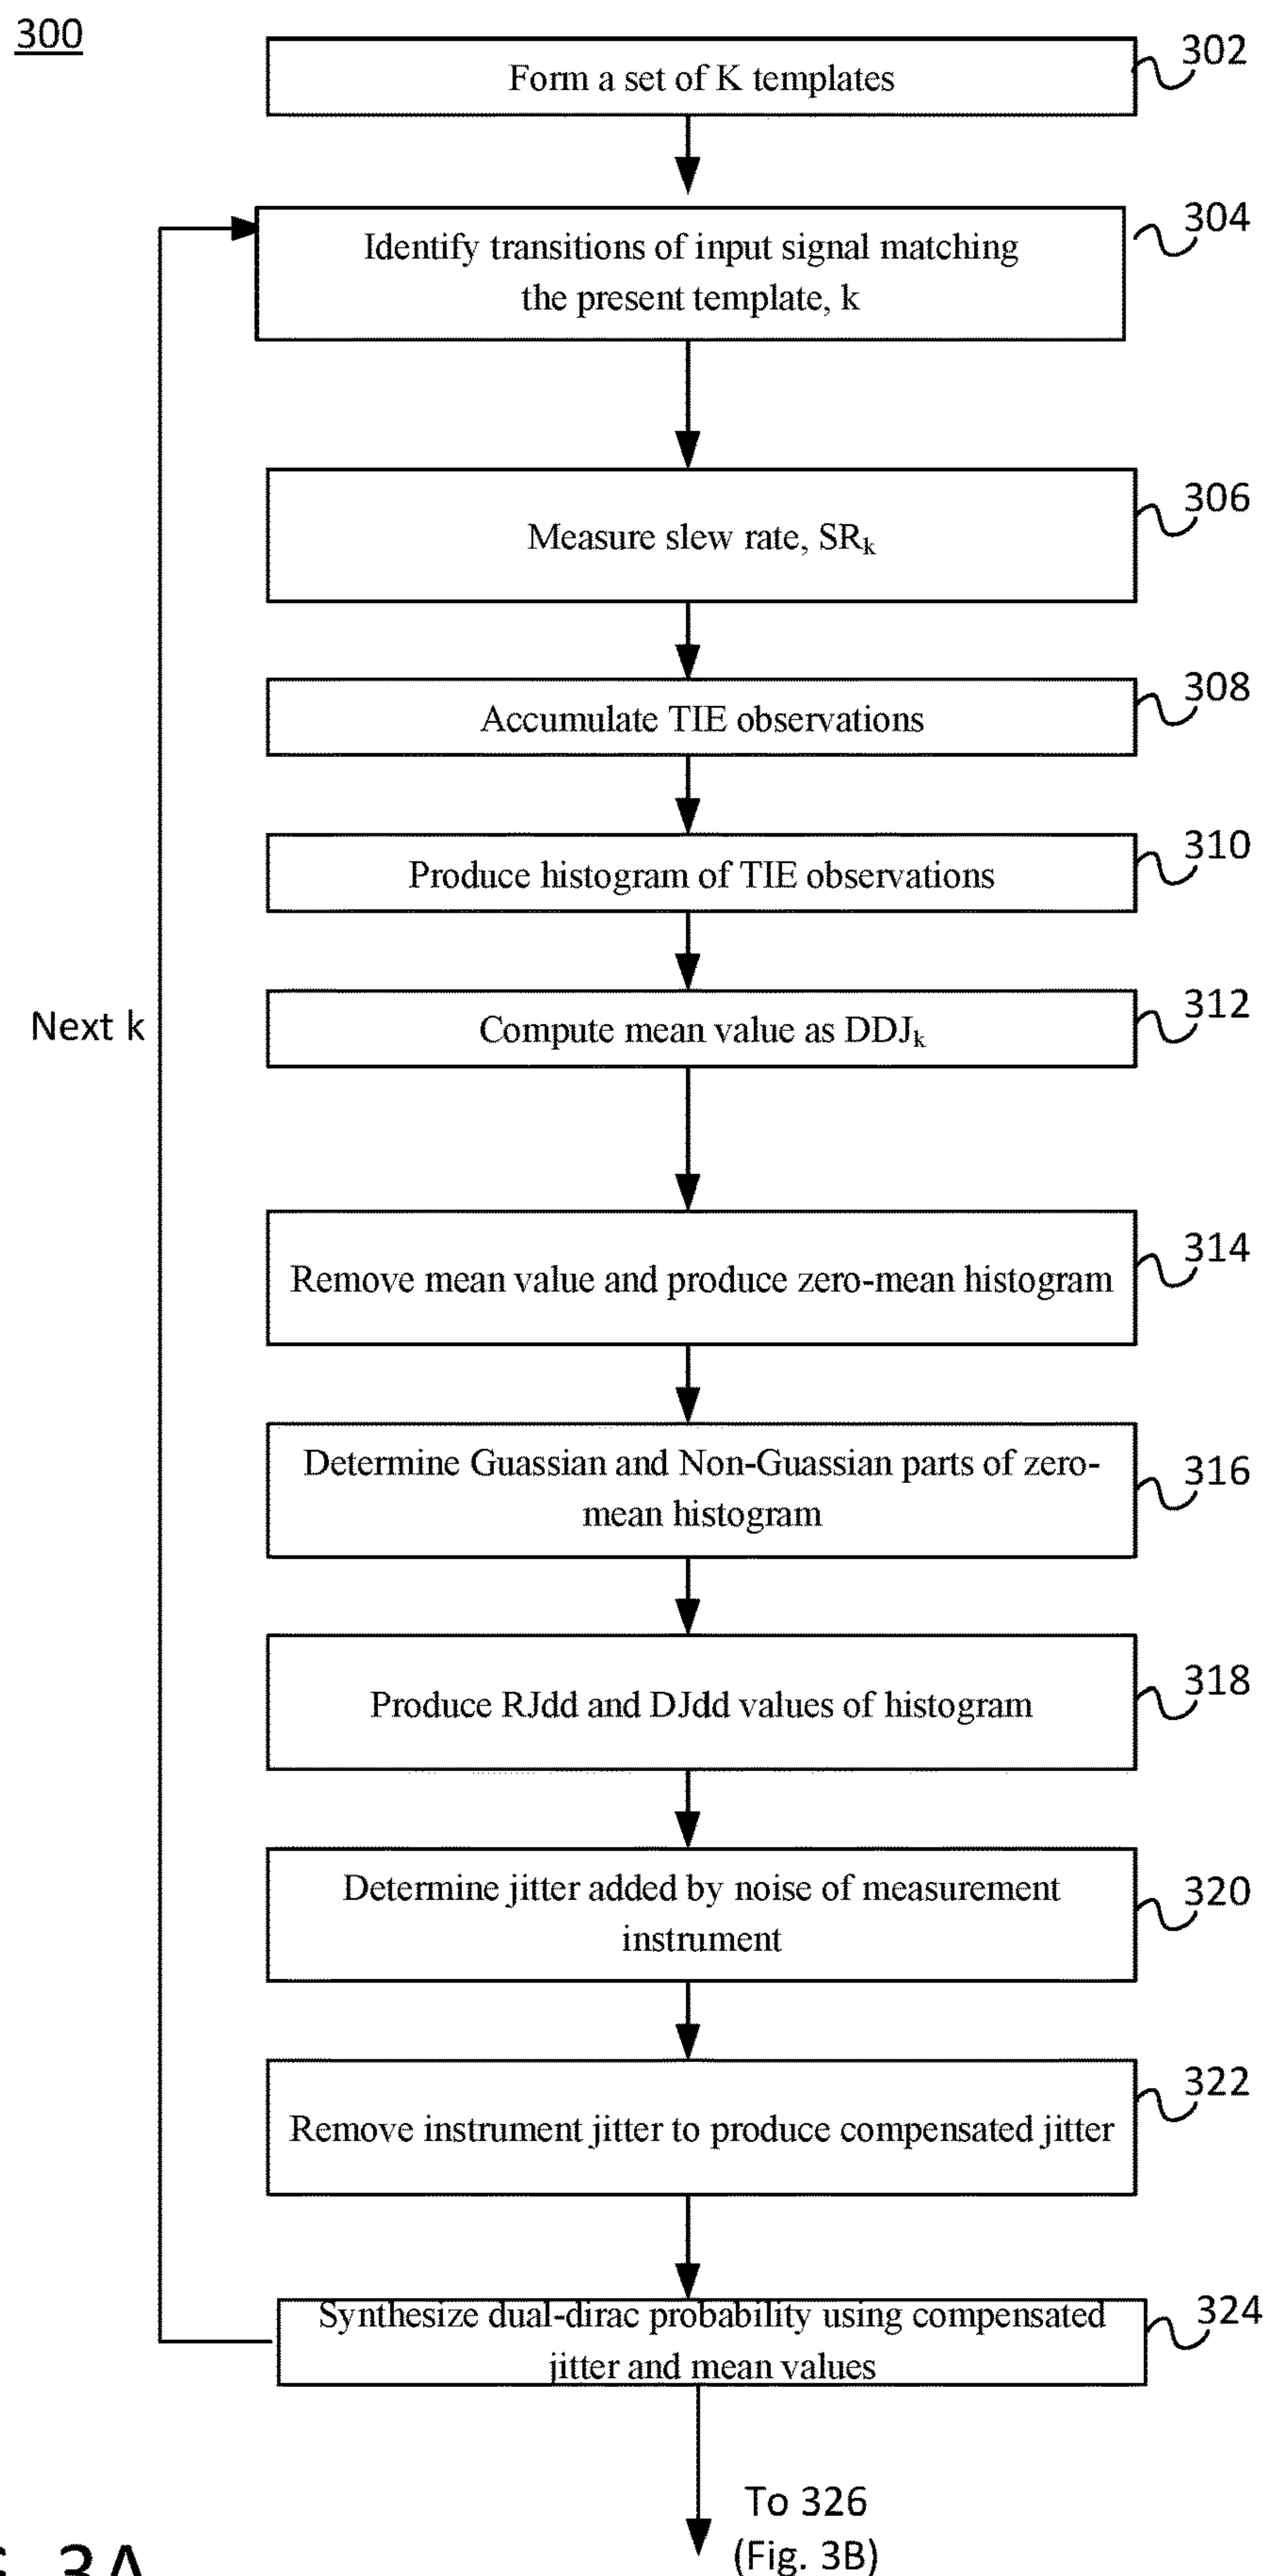 300
Form a set of K templates
302
Identify transitions of input signal matching
the present template, k
304
Measure slew rate, SRk
306
Accumulate TIE observations
308
Produce histogram of TIE observations
310
Next k
Compute mean value as DDJk
312
Remove mean value and produce zero-mean histogram
314
Determine Guassian and Non-Guassian parts of zero-
mean histogram
316
Produce RJdd and DJdd values of histogram
318
Determine jitter added by noise of measurement
instrument
320
Remove instrument jitter to produce compensated jitter
322
Synthesize dual-dirac probability using compensated
jitter and mean values
324
To 326
(Fig. 3B)
3A